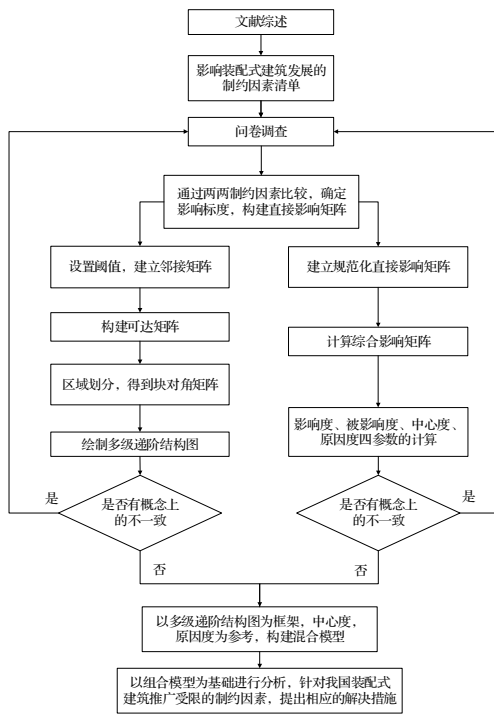 文献综述
影响装配式建筑发展的
制约因素清单
问卷调查
通过两两制约因素比较，确定
影响标度，构建直接影响矩阵
设置阈值，建立邻接矩阵
建立规范化直接影响矩阵
构建可达矩阵
计算综合影响矩阵
区域划分，得到块对角矩阵
影响度、被影响度、中心度、
原因度四参数的计算
绘制多级递阶结构图
是
是否有概念上
的不一致
是否有概念上
的不一致
是
否
否
以多级递阶结构图为框架，中心度，
原因度为参考，构建混合模型
以组合模型为基础进行分析，针对我国装配式
建筑推广受限的制约因素，提出相应的解决措施